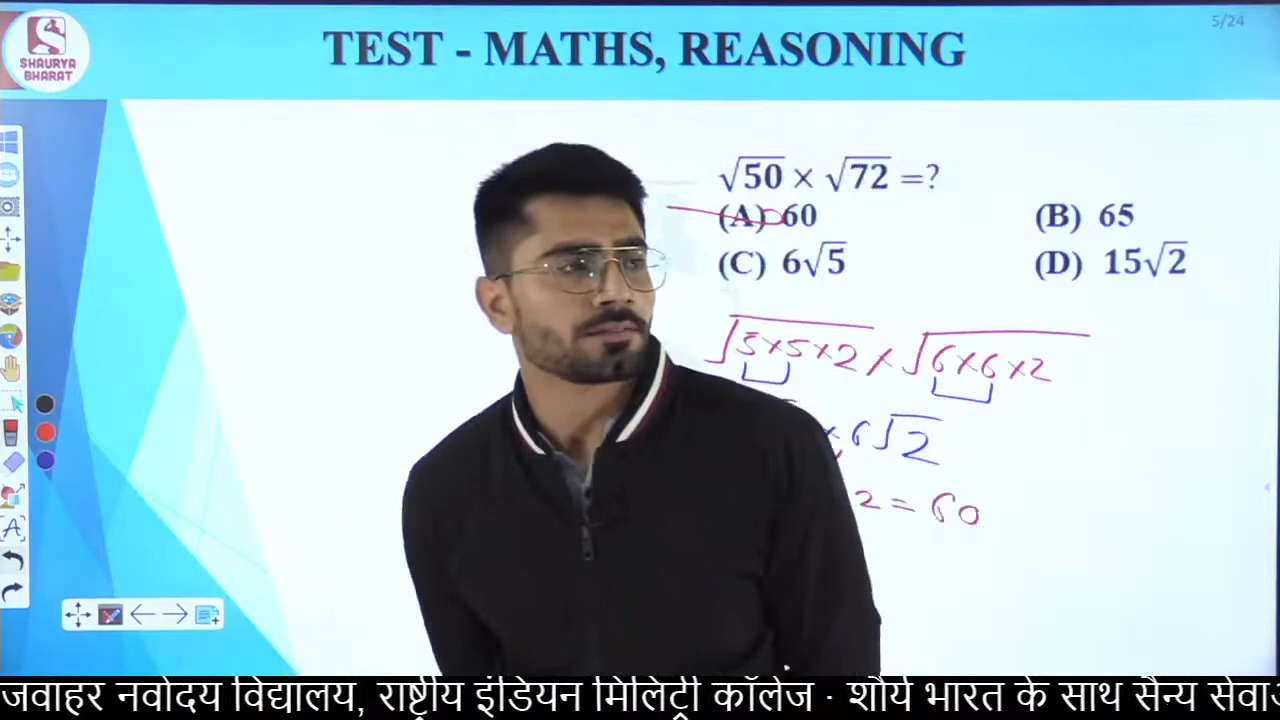 5/24
SHAURYA
BHARAT
TEST - MATHS, REASONING
√50 × √72 =?
(A) 60 (B) 65
(C) 6√5 (D) 15√2
√5×5×2 × √6×6×2
× 6√2
2 = 60
जवाहर नवोदय विद्यालय, राष्ट्रीय इंडियन मिलिट्री कॉलेज · शौर्य भारत के साथ सैन्य